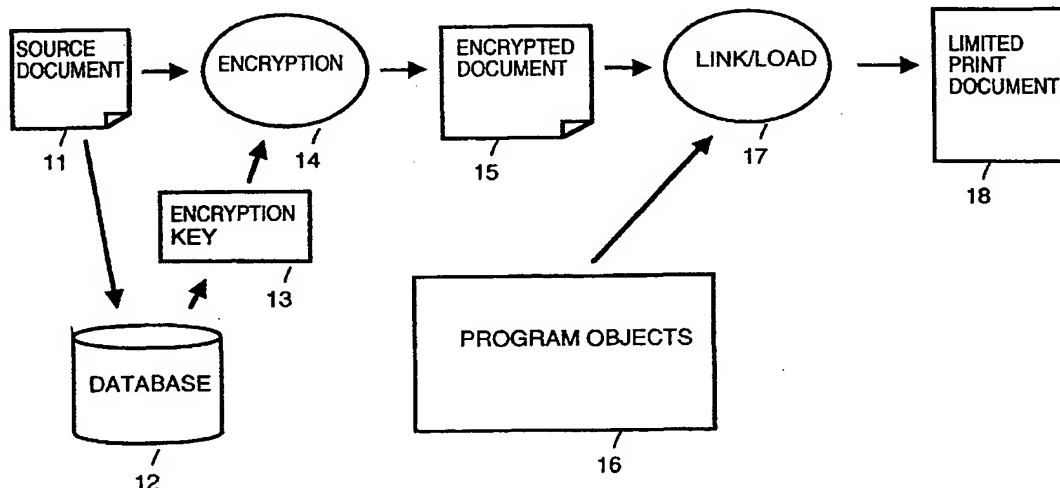 SOURCE
DOCUMENT
11
ENCRYPTION
14
ENCRYPTED
DOCUMENT
15
LINK/LOAD
17
LIMITED
PRINT
DOCUMENT
18
ENCRYPTION
KEY
13
DATABASE
12
PROGRAM OBJECTS
16